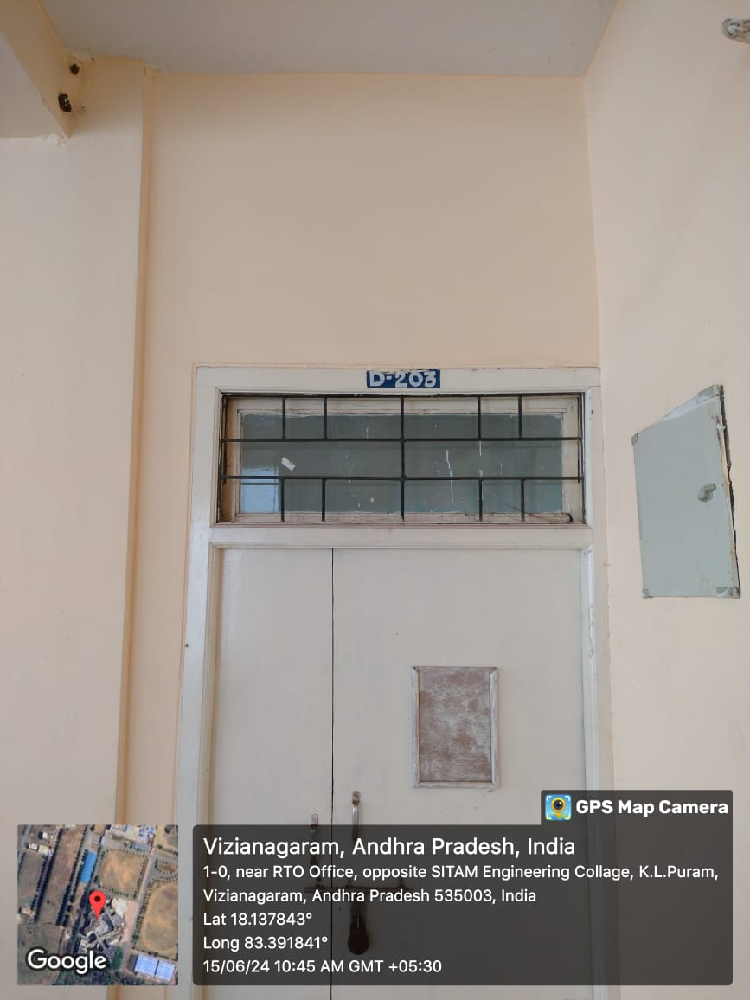 D-203
GPS Map Camera
Vizianagaram, Andhra Pradesh, India
1-0, near RTO Office, opposite SITAM Engineering Collage, K.L.Puram,
Vizianagaram, Andhra Pradesh 535003, India
Lat 18.137843°
Long 83.391841°
15/06/24 10:45 AM GMT +05:30
Google